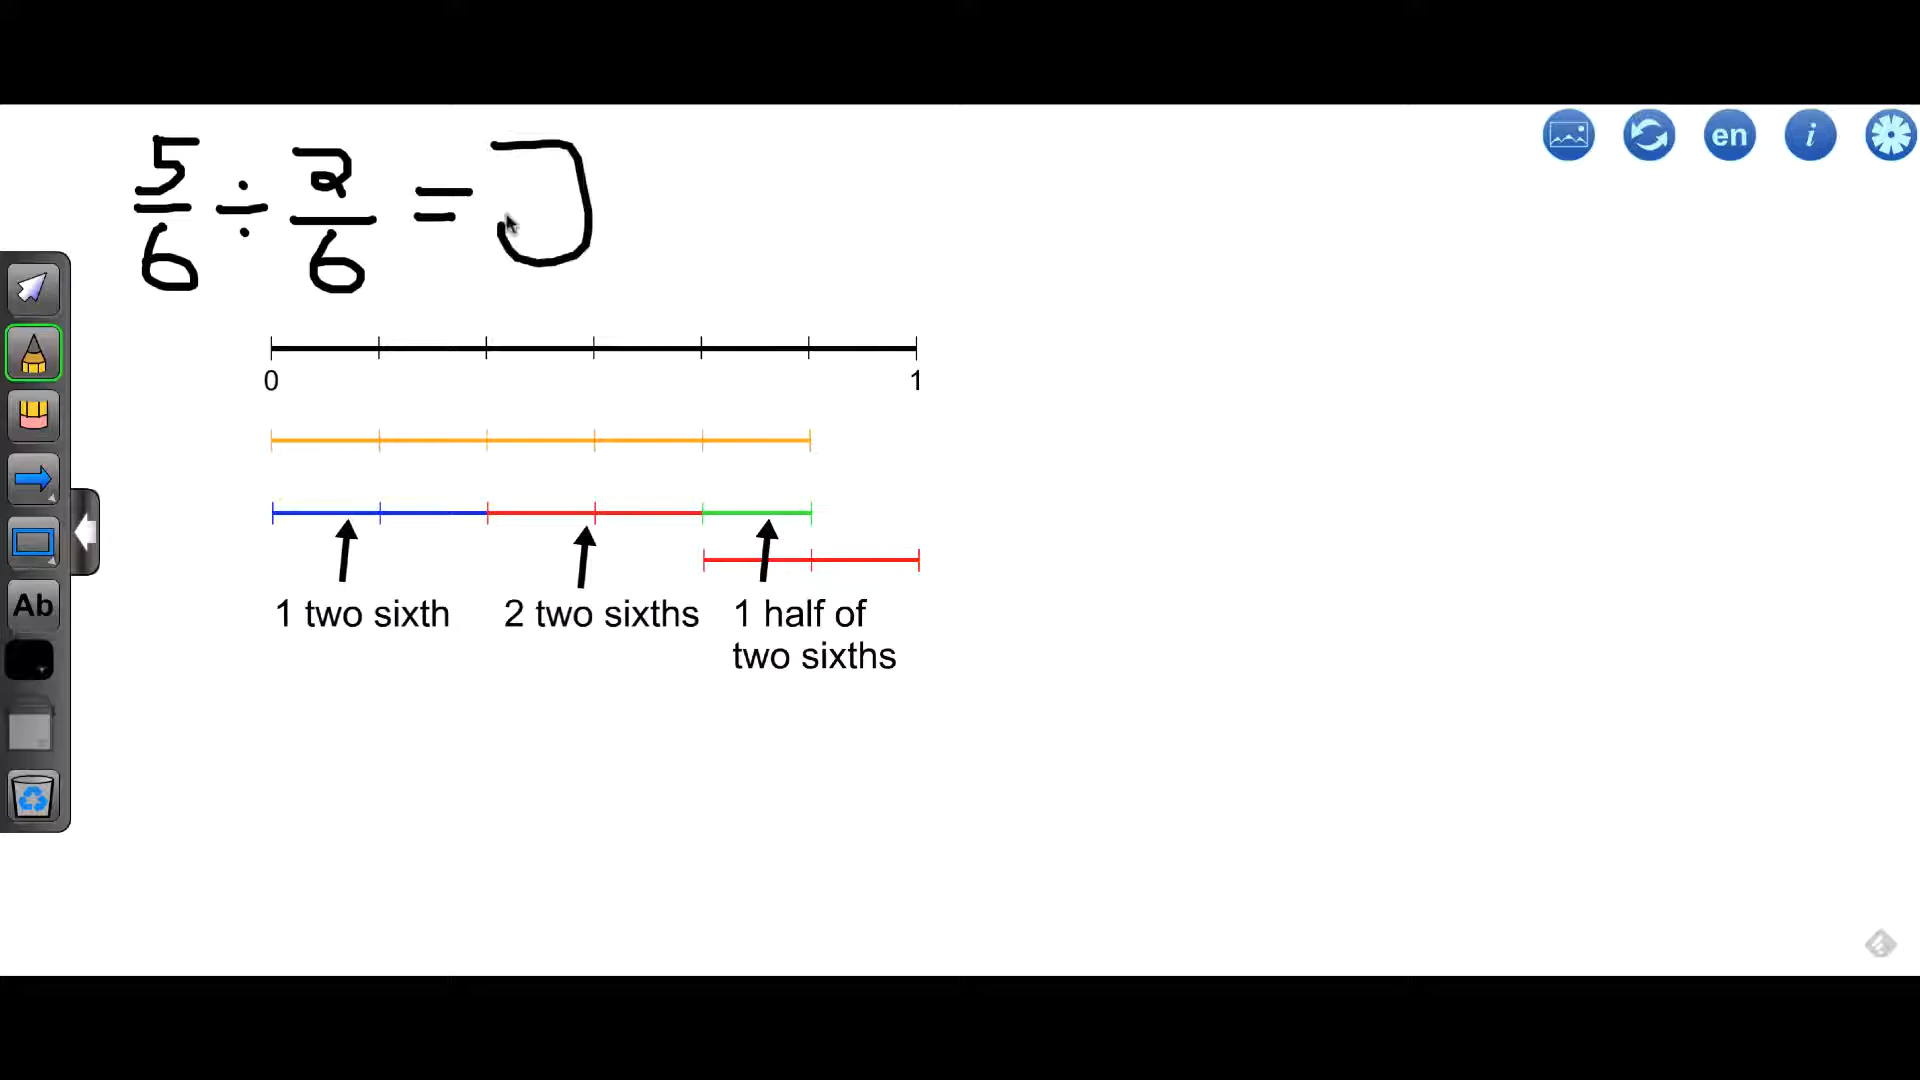 en
5/6 ÷ 2/6 =
0 1
1 two sixth 2 two sixths 1 half of
two sixths
Ab